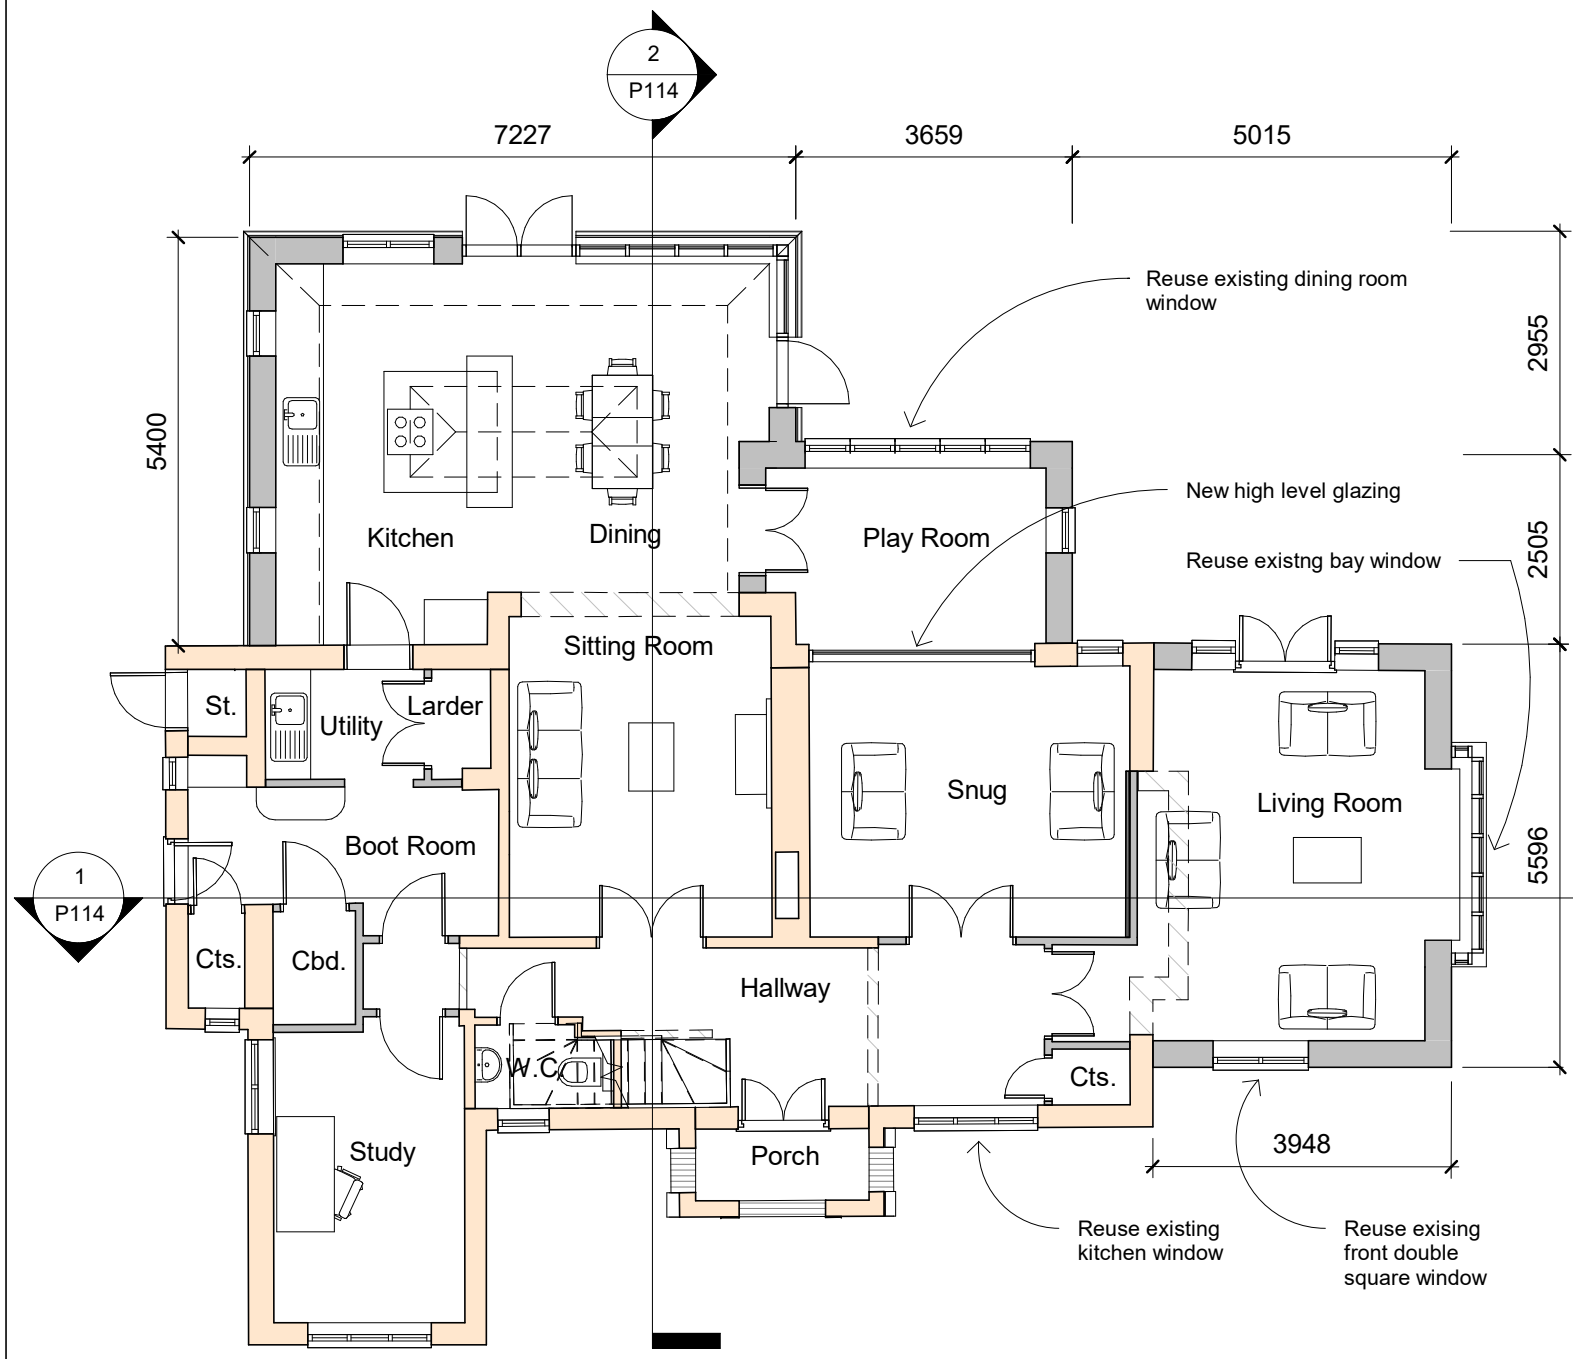 2
P114
7227
3659
5015
Reuse existing dining room
window
2955
5400
New high level glazing
Kitchen
Dining
Play Room
2505
Reuse existng bay window
Sitting Room
St.
Utility
Larder
Snug
Living Room
Boot Room
5596
1
P114
Cts.
Cbd.
Hallway
W.C.
Cts.
Study
Porch
3948
Reuse existing
kitchen window
Reuse exising
front double
square window